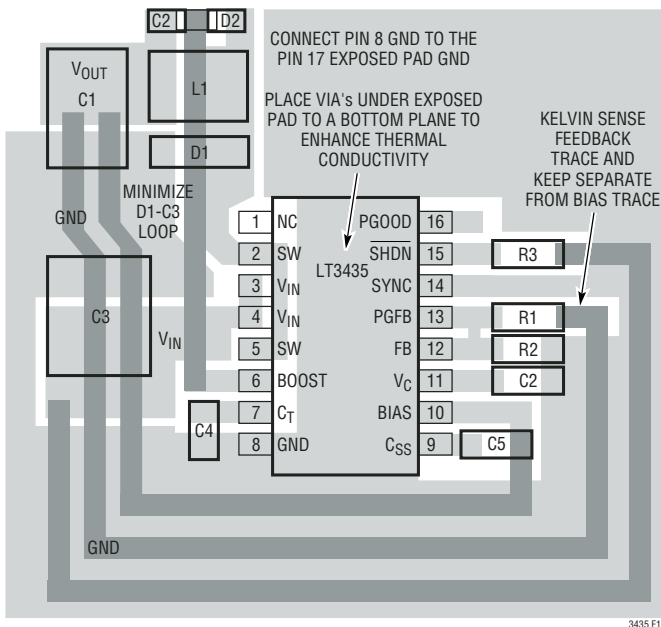 C2
D2
CONNECT PIN 8 GND TO THE
PIN 17 EXPOSED PAD GND
VOUT
C1
L1
PLACE VIA's UNDER EXPOSED
PAD TO A BOTTOM PLANE TO
ENHANCE THERMAL
CONDUCTIVITY
KELVIN SENSE
FEEDBACK
TRACE AND
KEEP SEPARATE
FROM BIAS TRACE
D1
MINIMIZE
D1-C3
LOOP
GND
C3
VIN
LT3435
1 NC
2 SW
3 VIN
4 VIN
5 SW
6 BOOST
7 CT
8 GND
PGOOD 16
SHDN 15
SYNC 14
PGFB 13
FB 12
VC 11
BIAS 10
CSS 9
R3
R1
R2
C2
C4
C5
GND